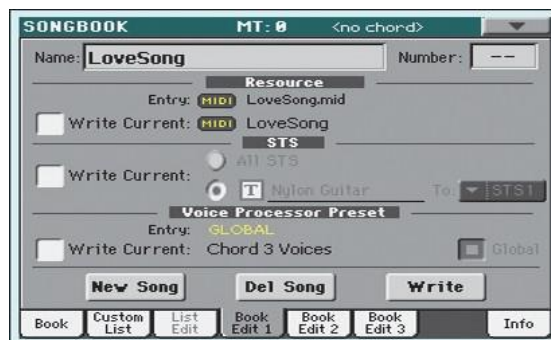 SONGBOOK MT: 0 <no chord>
Name: LoveSong Number: --
Resource
Entry: MIDI LoveSong.mid
Write Current: MIDI LoveSong
STS
All STS
Write Current:
T Nylon Guitar To: STS1
Voice Processor Preset
Entry: GLOBAL
Write Current: Chord 3 Voices Global
New Song Del Song Write
Book Custom List List Edit Book Edit 1 Book Edit 2 Book Edit 3 Info